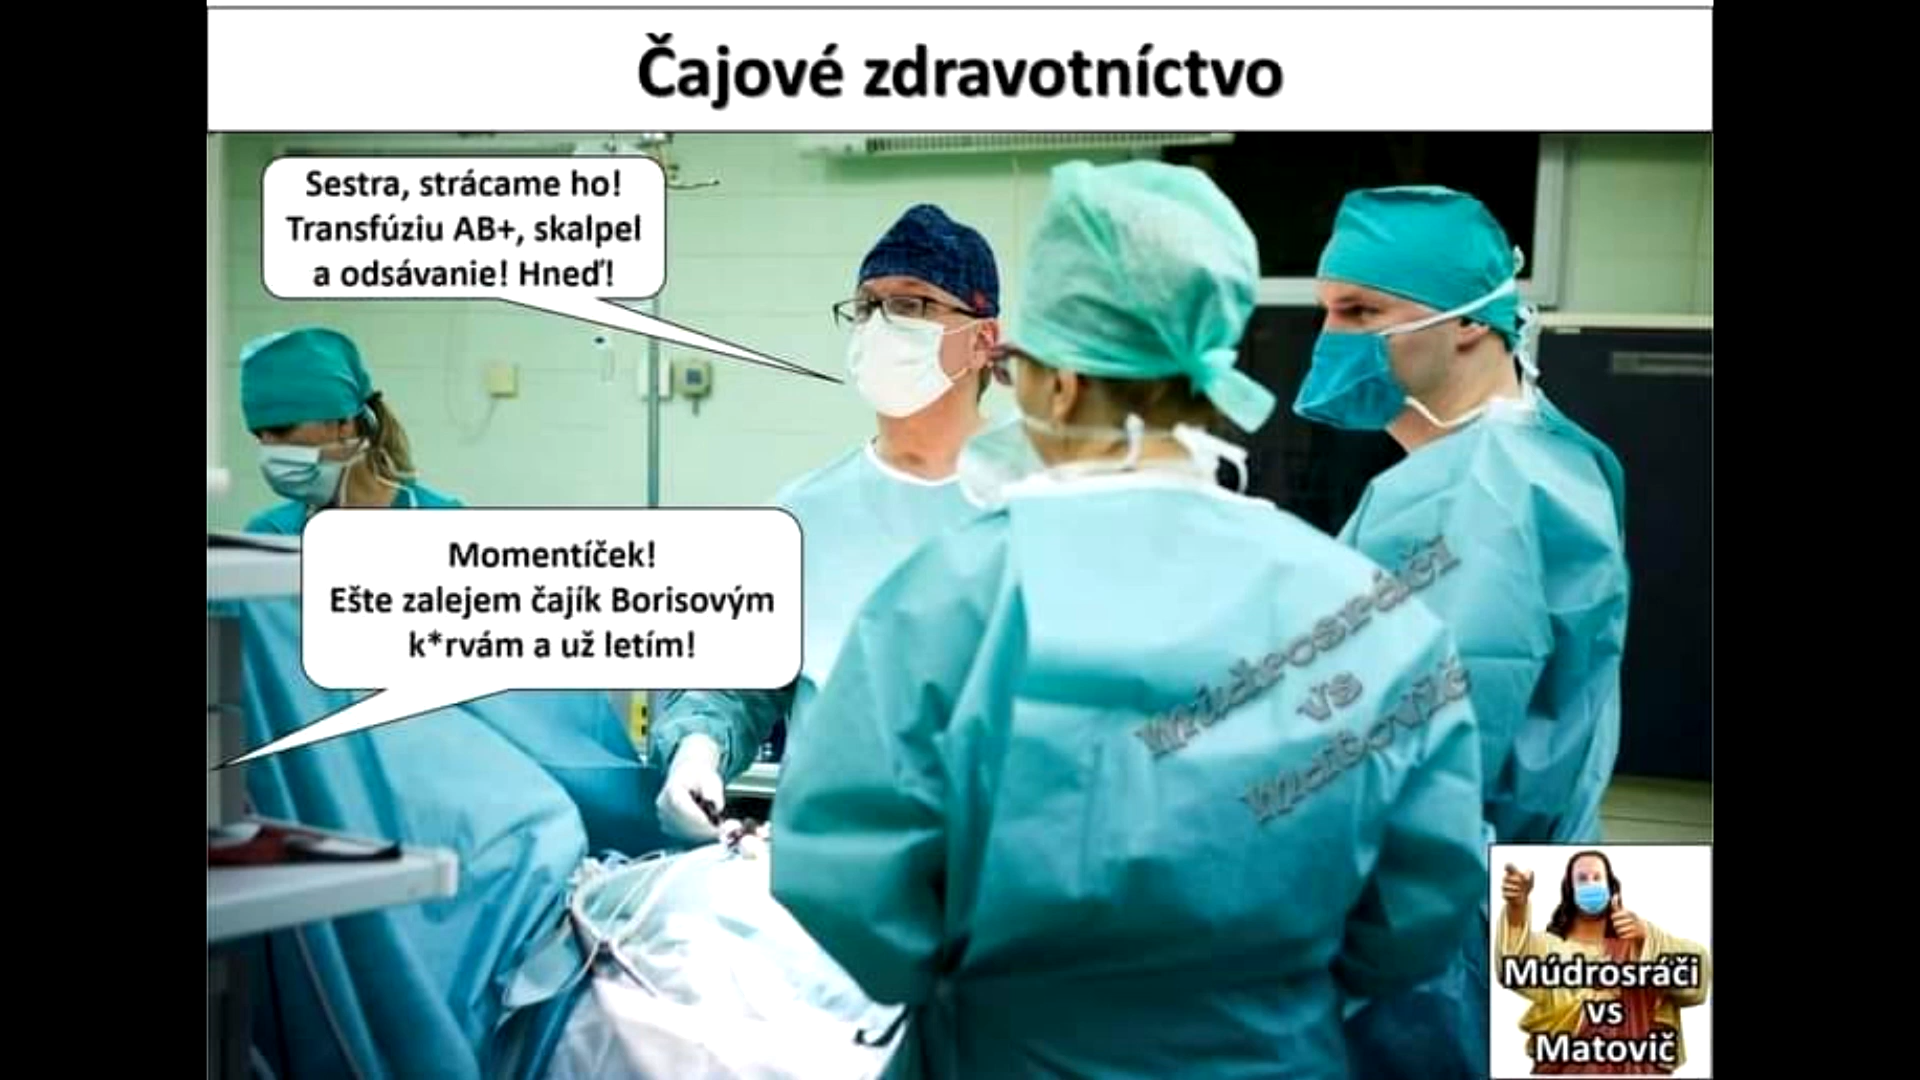 Čajové zdravotníctvo
Sestra, strácame ho!
Transfúziu AB+, skalpel
a odsávanie! Hneď!
Momentíček!
Ešte zalejem čajík Borisovým
k*rvám a už letím!
múdrosráči
vs
matovič
Múdrosráči
vs
Matovič